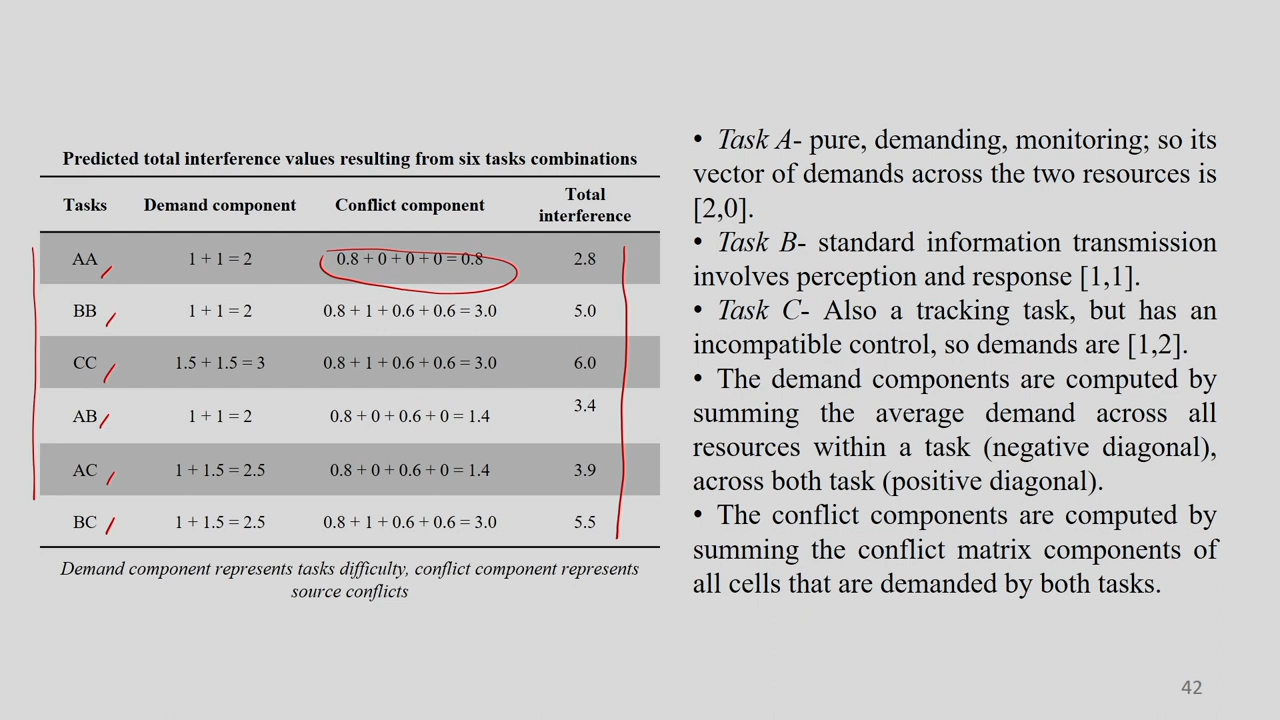 Predicted total interference values resulting from six tasks combinations
Tasks Demand component Conflict component Total interference
AA 1 + 1 = 2 0.8 + 0 + 0 + 0 = 0.8 2.8
BB 1 + 1 = 2 0.8 + 1 + 0.6 + 0.6 = 3.0 5.0
CC 1.5 + 1.5 = 3 0.8 + 1 + 0.6 + 0.6 = 3.0 6.0
AB 1 + 1 = 2 0.8 + 0 + 0.6 + 0 = 1.4 3.4
AC 1 + 1.5 = 2.5 0.8 + 0 + 0.6 + 0 = 1.4 3.9
BC 1 + 1.5 = 2.5 0.8 + 1 + 0.6 + 0.6 = 3.0 5.5
Demand component represents tasks difficulty, conflict component represents
source conflicts
• Task A- pure, demanding, monitoring; so its
vector of demands across the two resources is
[2,0].
• Task B- standard information transmission
involves perception and response [1,1].
• Task C- Also a tracking task, but has an
incompatible control, so demands are [1,2].
• The demand components are computed by
summing the average demand across all
resources within a task (negative diagonal),
across both task (positive diagonal).
• The conflict components are computed by
summing the conflict matrix components of
all cells that are demanded by both tasks.
42